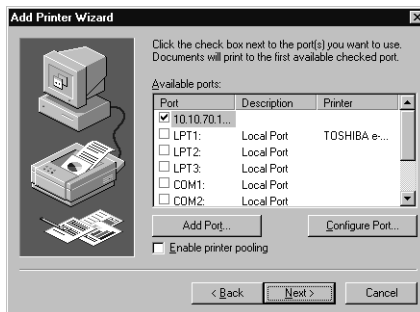 Add Printer Wizard
Click the check box next to the port(s) you want to use.
Documents will print to the first available checked port.
Available ports:
Port Description Printer
10.10.70.1...
LPT1: Local Port TOSHIBA e-...
LPT2: Local Port
LPT3: Local Port
COM1: Local Port
COM2: Local Port
Add Port... Configure Port...
Enable printer pooling
< Back Next > Cancel